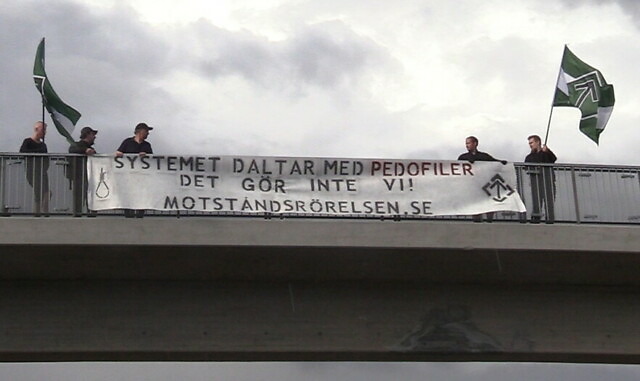 SYSTEMET DALTAR MED PEDOFILER
DET GÖR INTE VI!
MOTSTÅNDSRÖRELSEN.SE